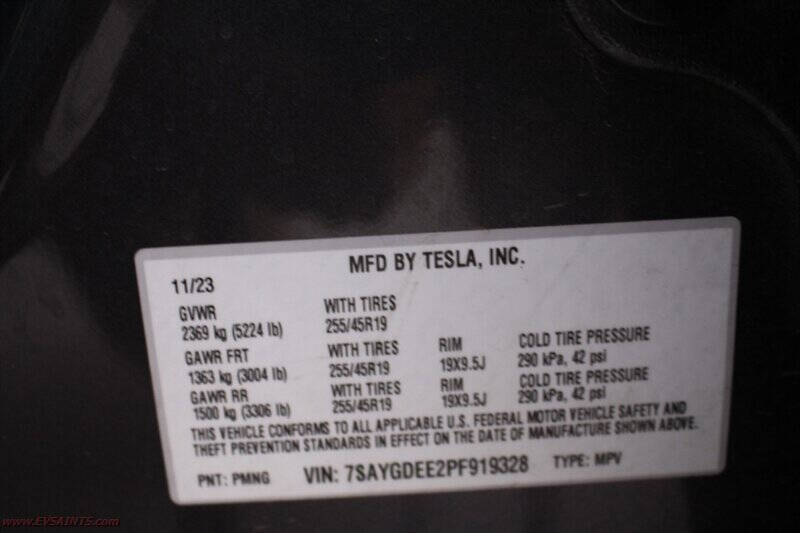 MFD BY TESLA, INC.
11/23
GVWR WITH TIRES
2369 kg (5224 lb) 255/45R19
GAWR FRT WITH TIRES RIM COLD TIRE PRESSURE
1363 kg (3004 lb) 255/45R19 19X9.5J 290 kPa, 42 psi
GAWR RR WITH TIRES RIM COLD TIRE PRESSURE
1500 kg (3306 lb) 255/45R19 19X9.5J 290 kPa, 42 psi
THIS VEHICLE CONFORMS TO ALL APPLICABLE U.S. FEDERAL MOTOR VEHICLE SAFETY AND
THEFT PREVENTION STANDARDS IN EFFECT ON THE DATE OF MANUFACTURE SHOWN ABOVE.
PNT: PMNG VIN: 7SAYGDEE2PF919328 TYPE: MPV
www.EVSAINTS.com